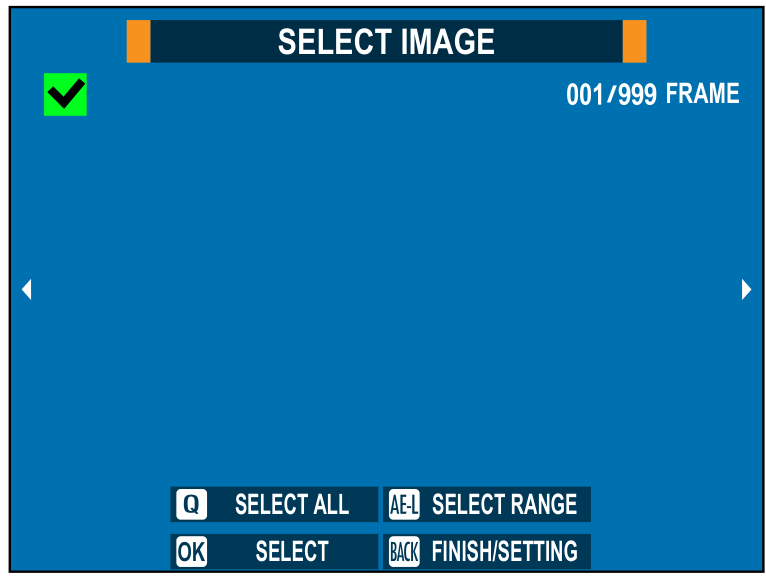 SELECT IMAGE
001/999 FRAME
Q SELECT ALL AE-L SELECT RANGE
OK SELECT BACK FINISH/SETTING